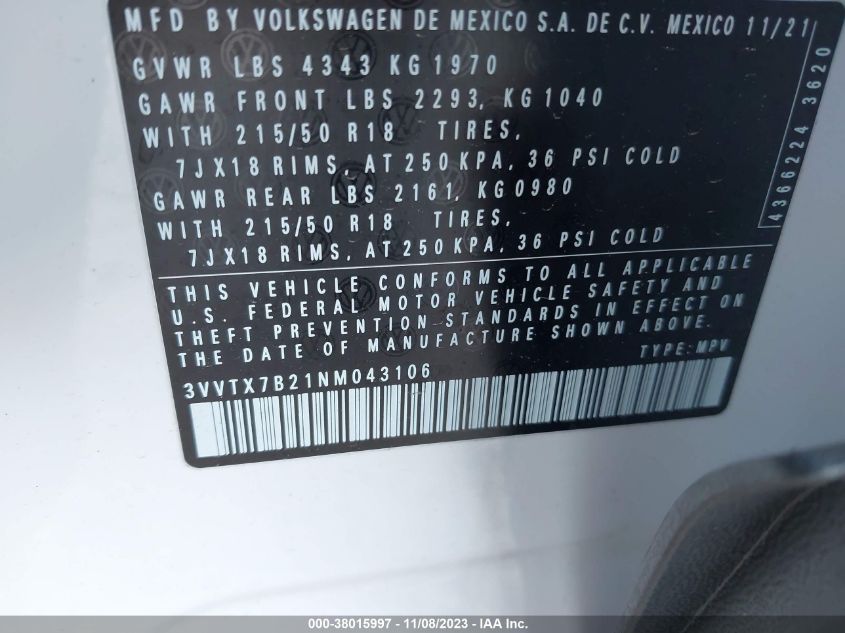 MFD BY VOLKSWAGEN DE MEXICO S.A. DE C.V. MEXICO 11/21
GVWR LBS 4343 KG 1970
GAWR FRONT LBS 2293, KG 1040
WITH 215/50 R18 TIRES,
7JX18 RIMS, AT 250 KPA, 36 PSI COLD
GAWR REAR LBS 2161, KG 0980
WITH 215/50 R18 TIRES,
7JX18 RIMS, AT 250 KPA, 36 PSI COLD
4366224 3620
THIS VEHICLE CONFORMS TO ALL APPLICABLE
U.S. FEDERAL MOTOR VEHICLE SAFETY AND
THEFT PREVENTION STANDARDS IN EFFECT ON
THE DATE OF MANUFACTURE SHOWN ABOVE.
3VVTX7B21NM043106 TYPE: MPV
000-38015997 - 11/08/2023 - IAA Inc.